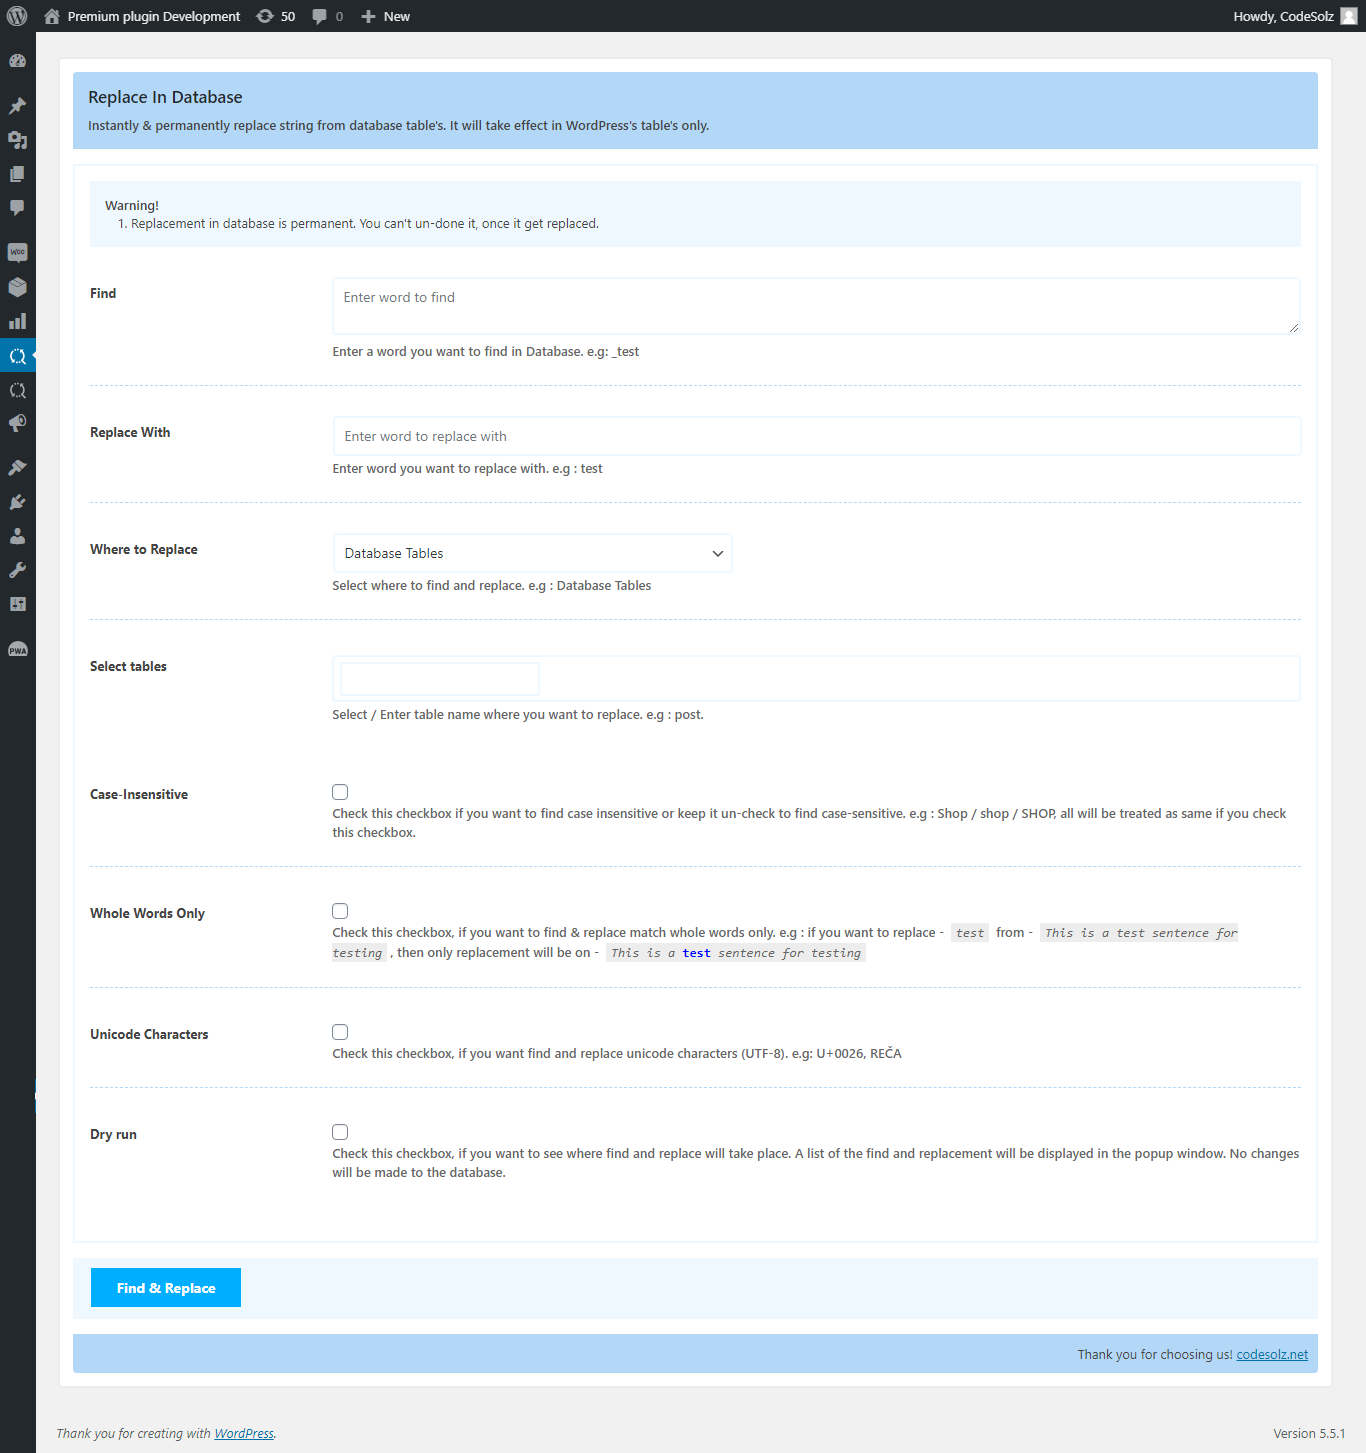 Premium plugin Development 50 0 New Howdy, CodeSolz
Replace In Database
Instantly & permanently replace string from database table's. It will take effect in WordPress's table's only.
Warning!
1. Replacement in database is permanent. You can't un-done it, once it get replaced.
Find
Enter word to find
Enter a word you want to find in Database. e.g: _test
Replace With
Enter word to replace with
Enter word you want to replace with. e.g : test
Where to Replace
Database Tables
Select where to find and replace. e.g : Database Tables
Select tables
Select / Enter table name where you want to replace. e.g : post.
Case-Insensitive
Check this checkbox if you want to find case insensitive or keep it un-check to find case-sensitive. e.g : Shop / shop / SHOP, all will be treated as same if you check
this checkbox.
Whole Words Only
Check this checkbox, if you want to find & replace match whole words only. e.g : if you want to replace - test from - This is a test sentence for
testing , then only replacement will be on - This is a test sentence for testing
Unicode Characters
Check this checkbox, if you want find and replace unicode characters (UTF-8). e.g: U+0026, REČA
Dry run
Check this checkbox, if you want to see where find and replace will take place. A list of the find and replacement will be displayed in the popup window. No changes
will be made to the database.
Find & Replace
Thank you for choosing us! codesolz.net
Thank you for creating with WordPress.
Version 5.5.1
Woo
PWA